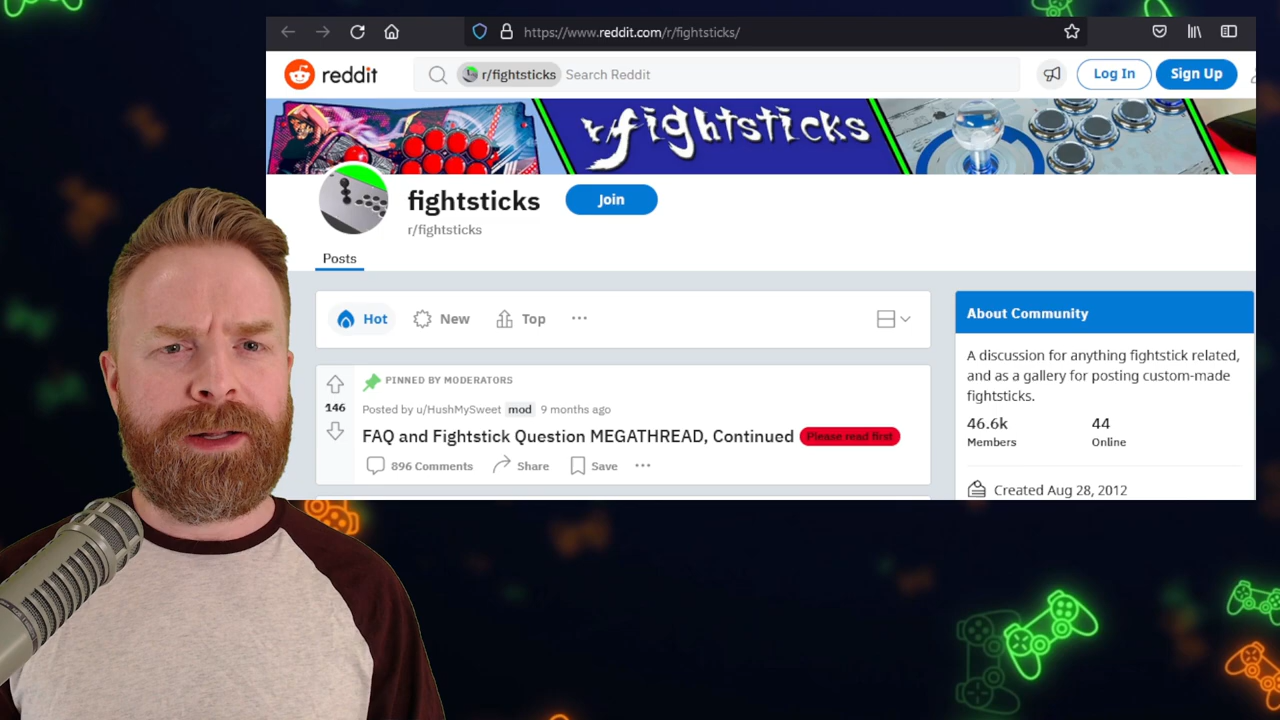 https://www.reddit.com/r/fightsticks/
reddit
r/fightsticks Search Reddit
Log In
Sign Up
r/fightsticks
fightsticks
Join
r/fightsticks
Posts
Hot
New
Top
PINNED BY MODERATORS
146
Posted by u/HushMySweet mod 9 months ago
FAQ and Fightstick Question MEGATHREAD, Continued Please read first
896 Comments
Share
Save
About Community
A discussion for anything fightstick related,
and as a gallery for posting custom-made
fightsticks.
46.6k
44
Members
Online
Created Aug 28, 2012